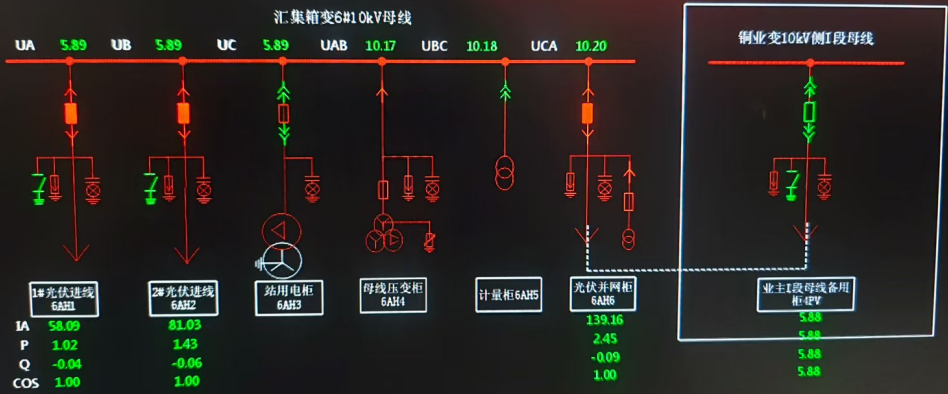 汇集箱变6#10kV母线
UA 5.89 UB 5.89 UC 5.89 UAB 10.17 UBC 10.18 UCA 10.20
铜业变10kV侧I段母线
1#光伏进线
6AH1
2#光伏进线
6AH2
站用电柜
6AH3
母线压变柜
6AH4
计量柜6AH5
光伏并网柜
6AH6
业主I段母线备用
柜4PV
IA 58.09 81.03 139.16 5.88
P 1.02 1.43 2.45 5.88
Q -0.04 -0.06 -0.09 5.88
COS 1.00 1.00 1.00 5.88